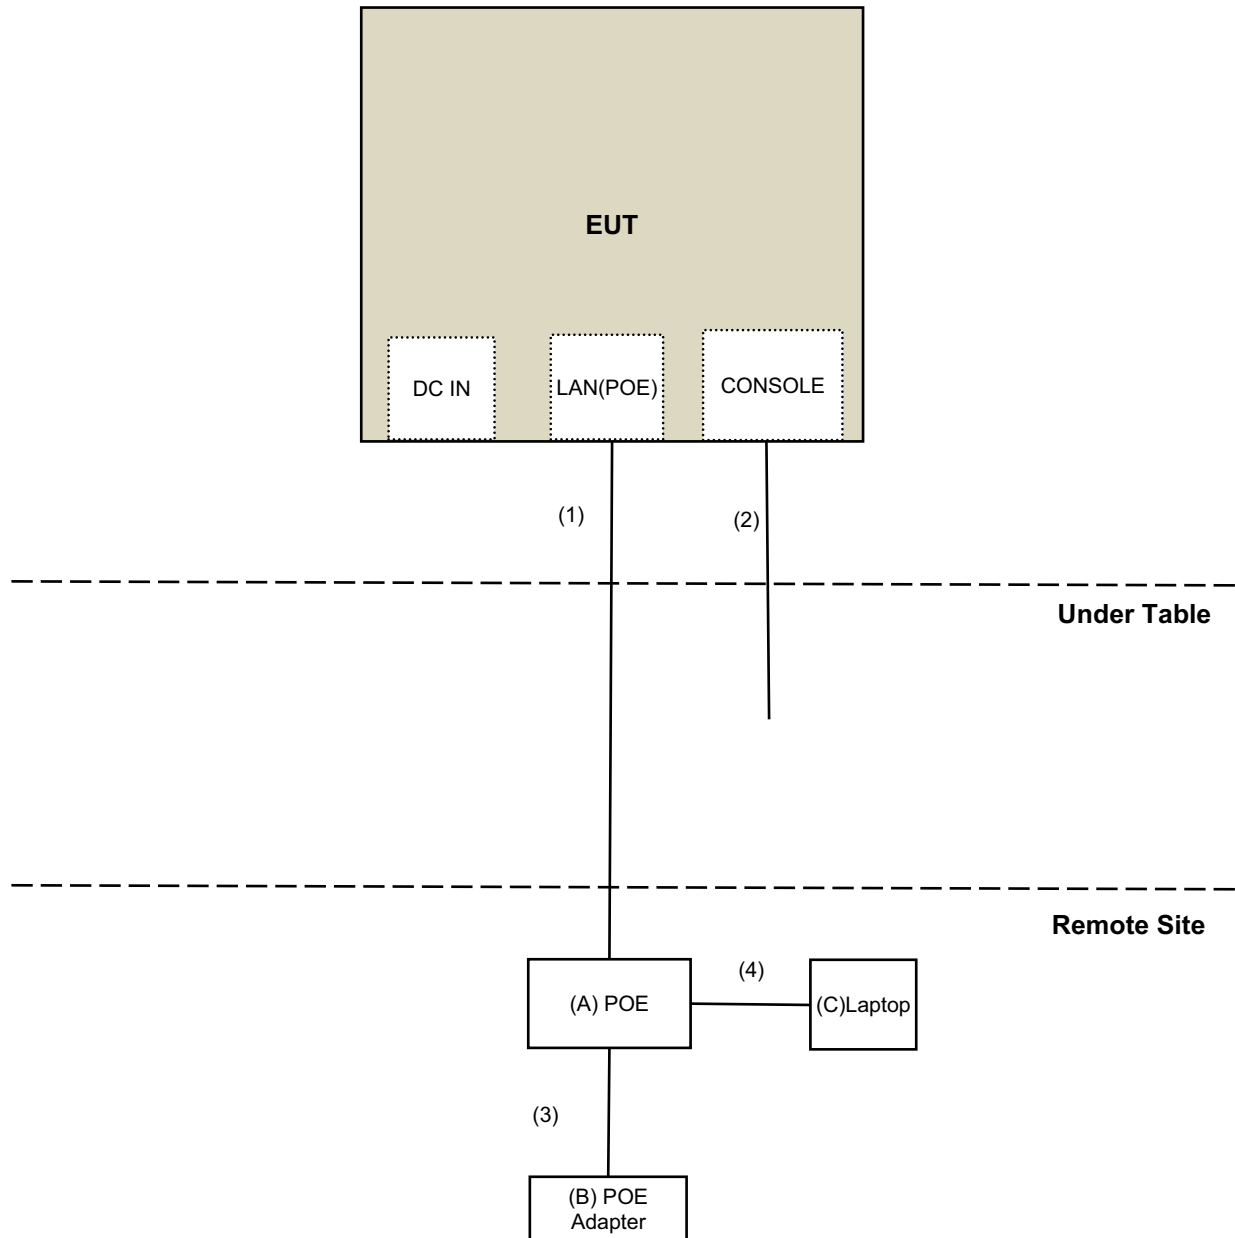 EUT
DC IN
LAN(POE)
CONSOLE
(1)
(2)
Under Table
Remote Site
(A) POE
(4)
(C)Laptop
(3)
(B) POE
Adapter